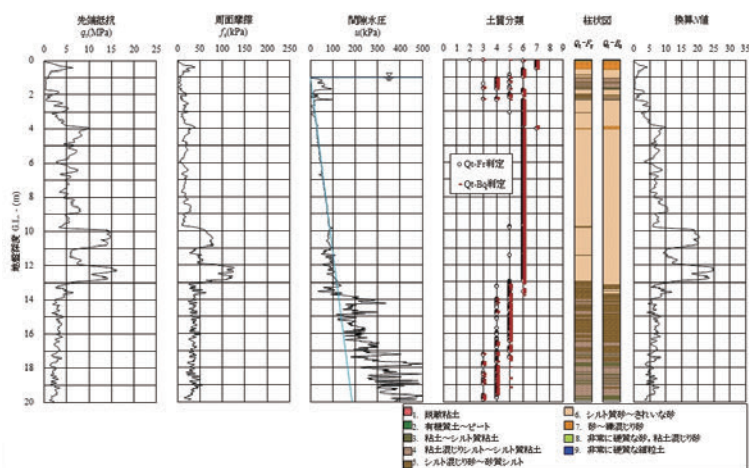 先端抵抗
周面摩擦
間隙水圧
土質分類
柱状図
換算N値
qt(MPa)
fs(kPa)
u(kPa)
Qt-Fr
Qt-Bq
0 5 10 15 20 25
0 50 100 150 200 250
0 100 200 300 400 500
0 1 2 3 4 5 6 7 8 9
0 5 10 15 20 25 30 35
0
2
4
6
8
10
12
14
16
18
20
地盤深度 G.L. - (m)
Qt-Fr判定
Qt-Bq判定
1. 鋭敏粘土
2. 有機質土~ピート
3. 粘土~シルト質粘土
4. 粘土混じりシルト~シルト質粘土
5. シルト混じり砂~砂質シルト
6. シルト質砂~きれいな砂
7. 砂~礫混じり砂
8. 非常に硬質な砂, 粘土混じり砂
9. 非常に硬質な細粒土